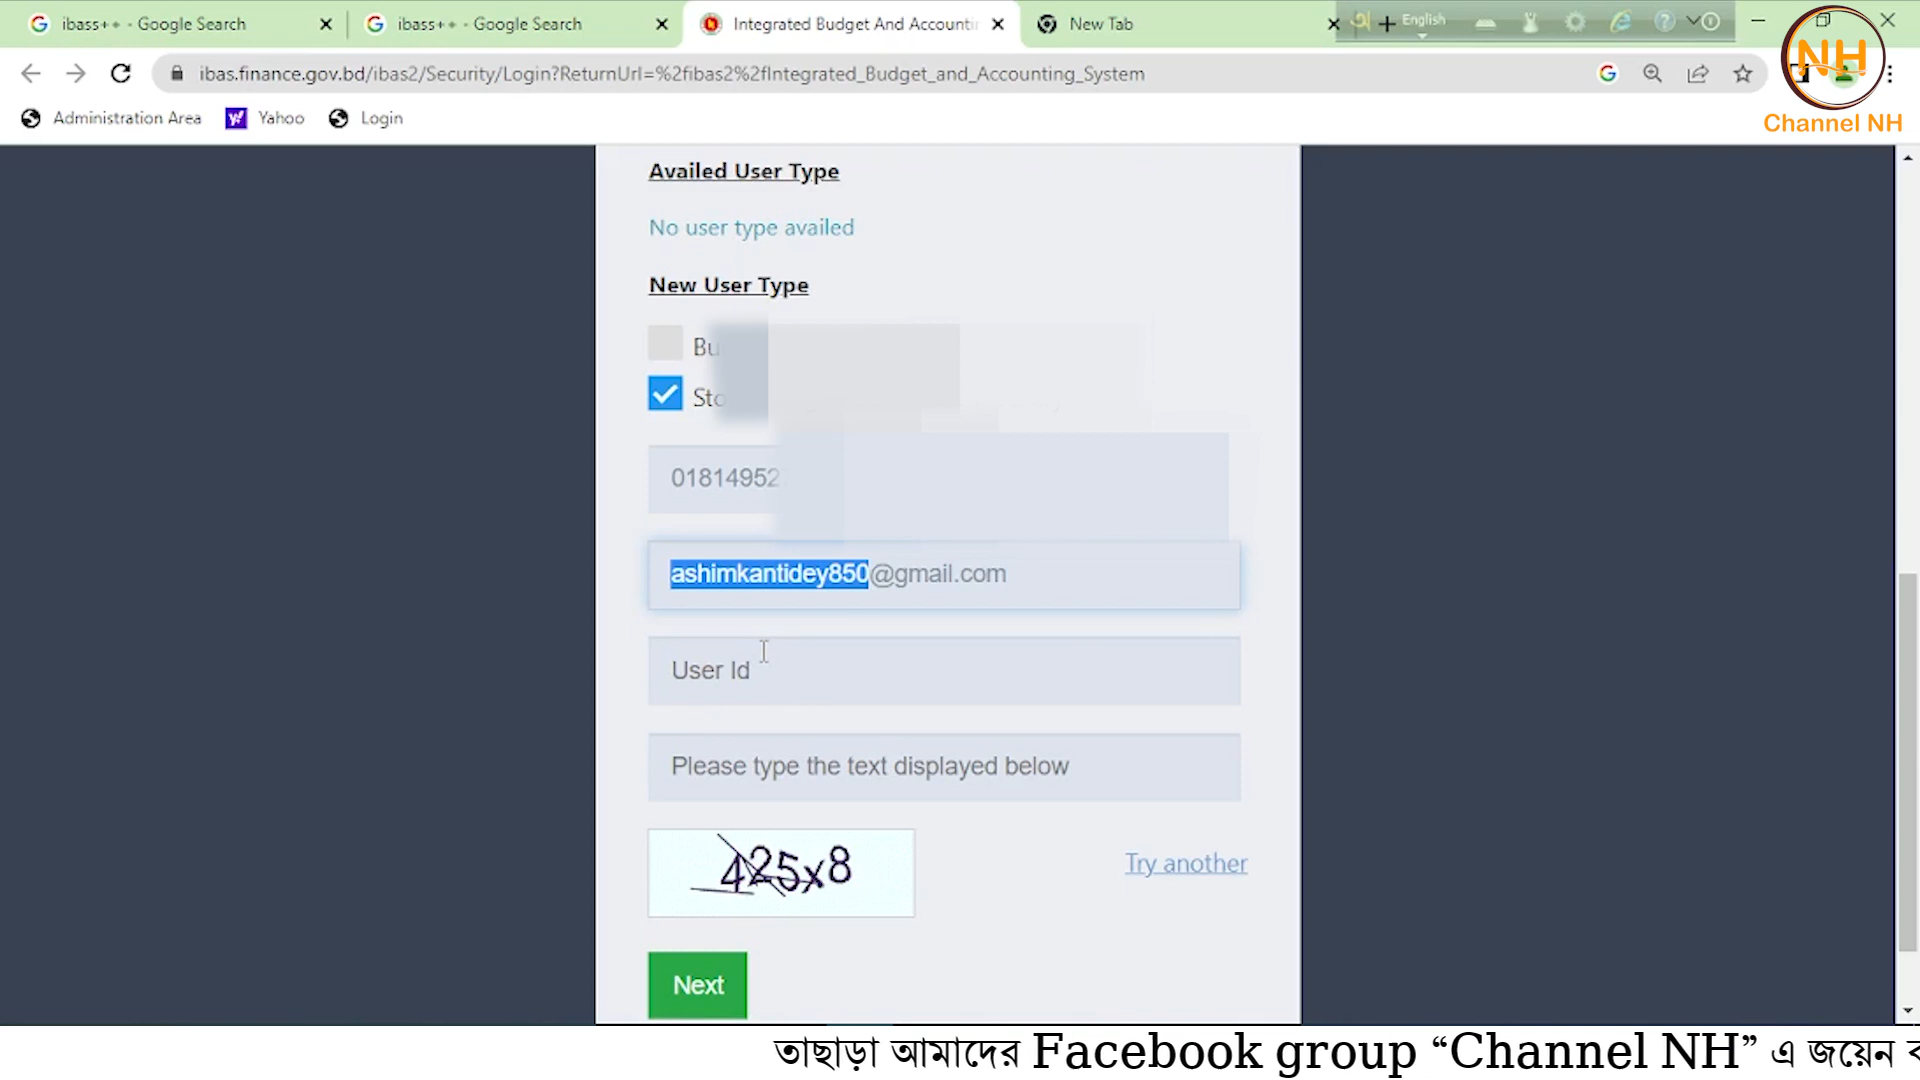 ibass++ - Google Search
ibass++ - Google Search
Integrated Budget And Accounti
New Tab
English
ibas.finance.gov.bd/ibas2/Security/Login?ReturnUrl=%2fibas2%2fIntegrated_Budget_and_Accounting_System
NH
Channel NH
Administration Area
Yahoo
Login
Availed User Type
No user type availed
New User Type
Bu
Sto
01814952
ashimkantidey850@gmail.com
User Id
Please type the text displayed below
425x8
Try another
Next
তাছাড়া আমাদের Facebook group “Channel NH” এ জয়েন